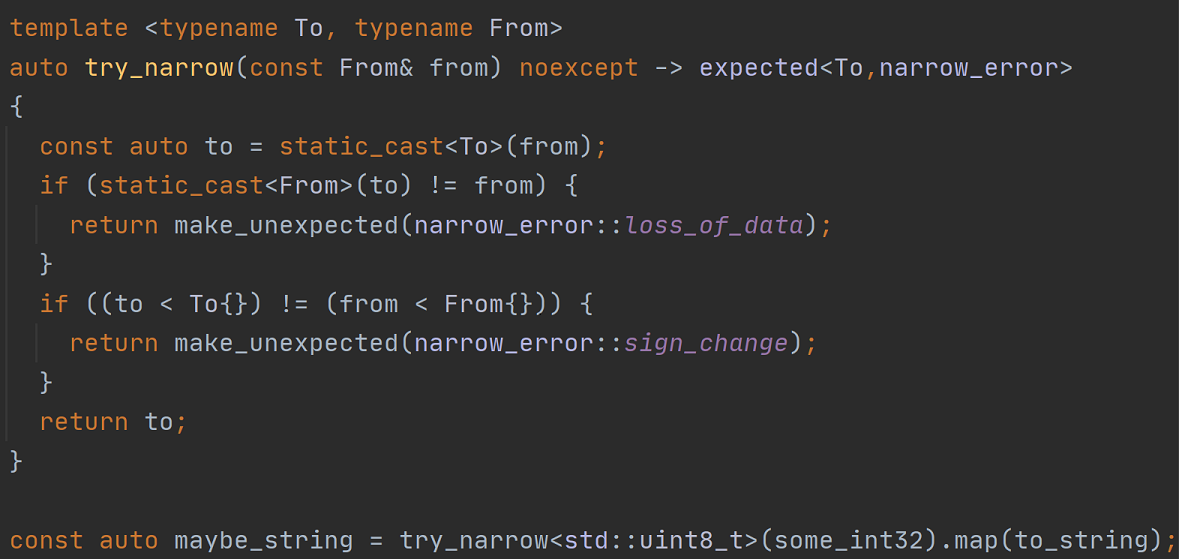 template <typename To, typename From>
auto try_narrow(const From& from) noexcept -> expected<To,narrow_error>
{
  const auto to = static_cast<To>(from);
  if (static_cast<From>(to) != from) {
    return make_unexpected(narrow_error::loss_of_data);
  }
  if ((to < To{}) != (from < From{})) {
    return make_unexpected(narrow_error::sign_change);
  }
  return to;
}

const auto maybe_string = try_narrow<std::uint8_t>(some_int32).map(to_string);